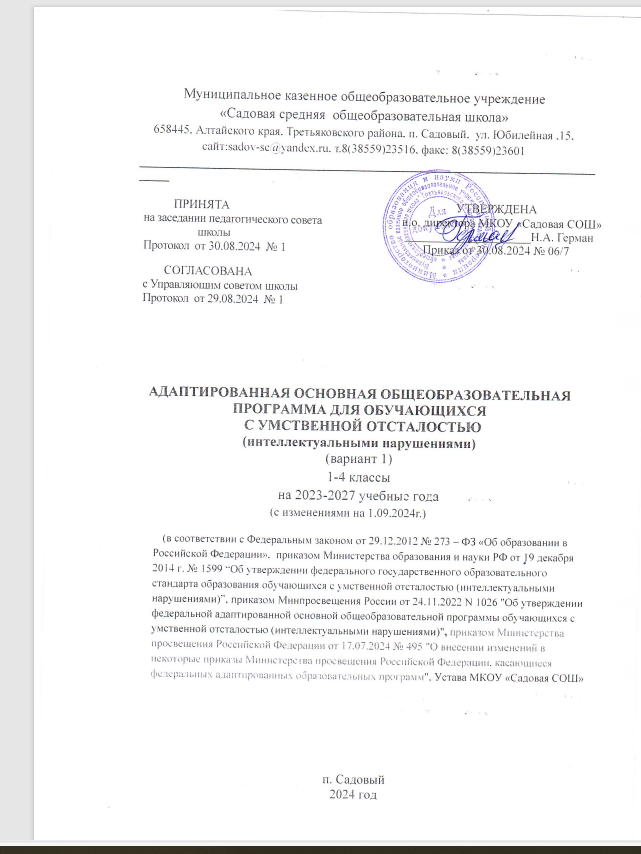 Муниципальное казенное общеобразовательное учреждение
«Садовая средняя общеобразовательная школа»
658445, Алтайского края, Третьяковского района, п. Садовый, ул. Юбилейная ,15,
сайт:sadov-sc@yandex.ru, т.8(38559)23516, факс: 8(38559)23601
ПРИНЯТА
на заседании педагогического совета
школы
Протокол от 30.08.2024 № 1
УТВЕРЖДЕНА
и.о. директора МКОУ «Садовая СОШ»
Н.А. Герман
Приказ от 30.08.2024 № 06/7
СОГЛАСОВАНА
с Управляющим советом школы
Протокол от 29.08.2024 № 1
АДАПТИРОВАННАЯ ОСНОВНАЯ ОБЩЕОБРАЗОВАТЕЛЬНАЯ
ПРОГРАММА ДЛЯ ОБУЧАЮЩИХСЯ
С УМСТВЕННОЙ ОТСТАЛОСТЬЮ
(интеллектуальными нарушениями)
(вариант 1)
1-4 классы
на 2023-2027 учебные года
(с изменениями на 1.09.2024г.)
(в соответствии с Федеральным законом от 29.12.2012 № 273 – ФЗ «Об образовании в
Российской Федерации», приказом Министерства образования и науки РФ от 19 декабря
2014 г. № 1599 “Об утверждении федерального государственного образовательного
стандарта образования обучающихся с умственной отсталостью (интеллектуальными
нарушениями)”, приказом Минпросвещения России от 24.11.2022 N 1026 "Об утверждении
федеральной адаптированной основной общеобразовательной программы обучающихся с
умственной отсталостью (интеллектуальными нарушениями)", приказом Министерства
просвещения Российской Федерации от 17.07.2024 № 495 "О внесении изменений в
некоторые приказы Министерства просвещения Российской Федерации, касающиеся
федеральных адаптированных образовательных программ", Устава МКОУ «Садовая СОШ»
п. Садовый
2024 год